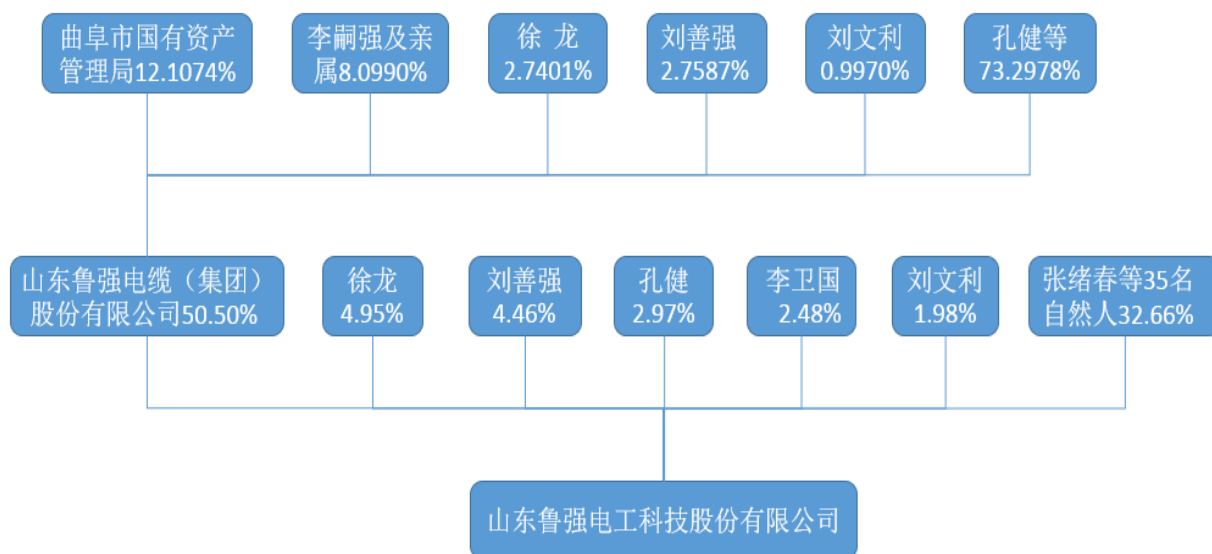 曲阜市国有资产
管理局12.1074%
李嗣强及亲
属8.0990%
徐 龙
2.7401%
刘善强
2.7587%
刘文利
0.9970%
孔健等
73.2978%
山东鲁强电缆（集团）
股份有限公司50.50%
徐龙
4.95%
刘善强
4.46%
孔健
2.97%
李卫国
2.48%
刘文利
1.98%
张绪春等35名
自然人32.66%
山东鲁强电工科技股份有限公司